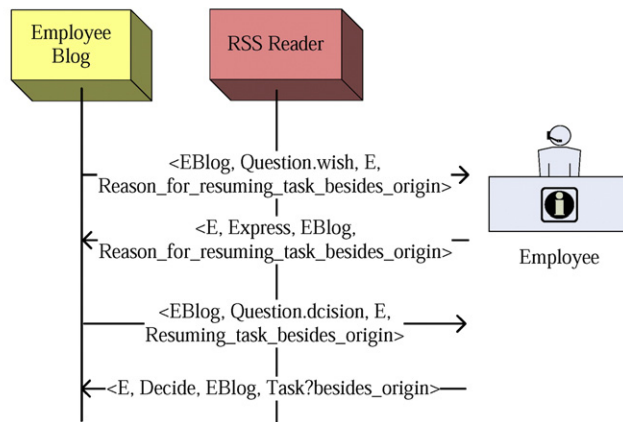 Employee
Blog
RSS Reader
<EBlog, Question.wish, E,
Reason_for_resuming_task_besides_origin>
<E, Express, EBlog,
Reason_for_resuming_task_besides_origin>
i
Employee
<EBlog, Question.dcision, E,
Resuming_task_besides_origin>
<E, Decide, EBlog, Task?besides_origin>